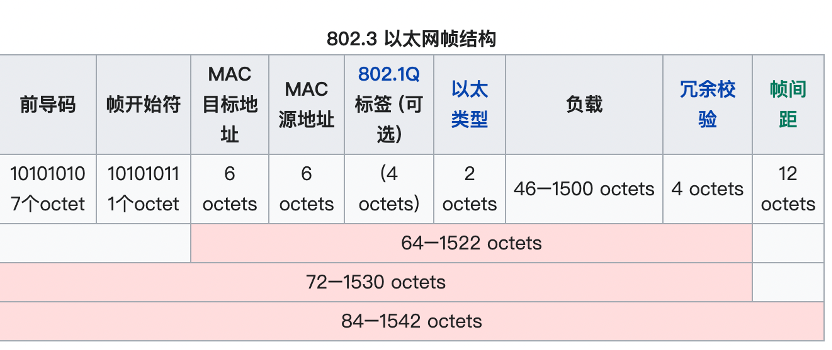 802.3 以太网帧结构
前导码
帧开始符
MAC
目标地
址
MAC
源地址
802.1Q
标签（可
选）
以太
类型
负载
冗余校
验
帧间
距
10101010
7个octet
10101011
1个octet
6
octets
6
octets
(4
octets)
2
octets
46—1500 octets
4 octets
12
octets
64—1522 octets
72—1530 octets
84—1542 octets